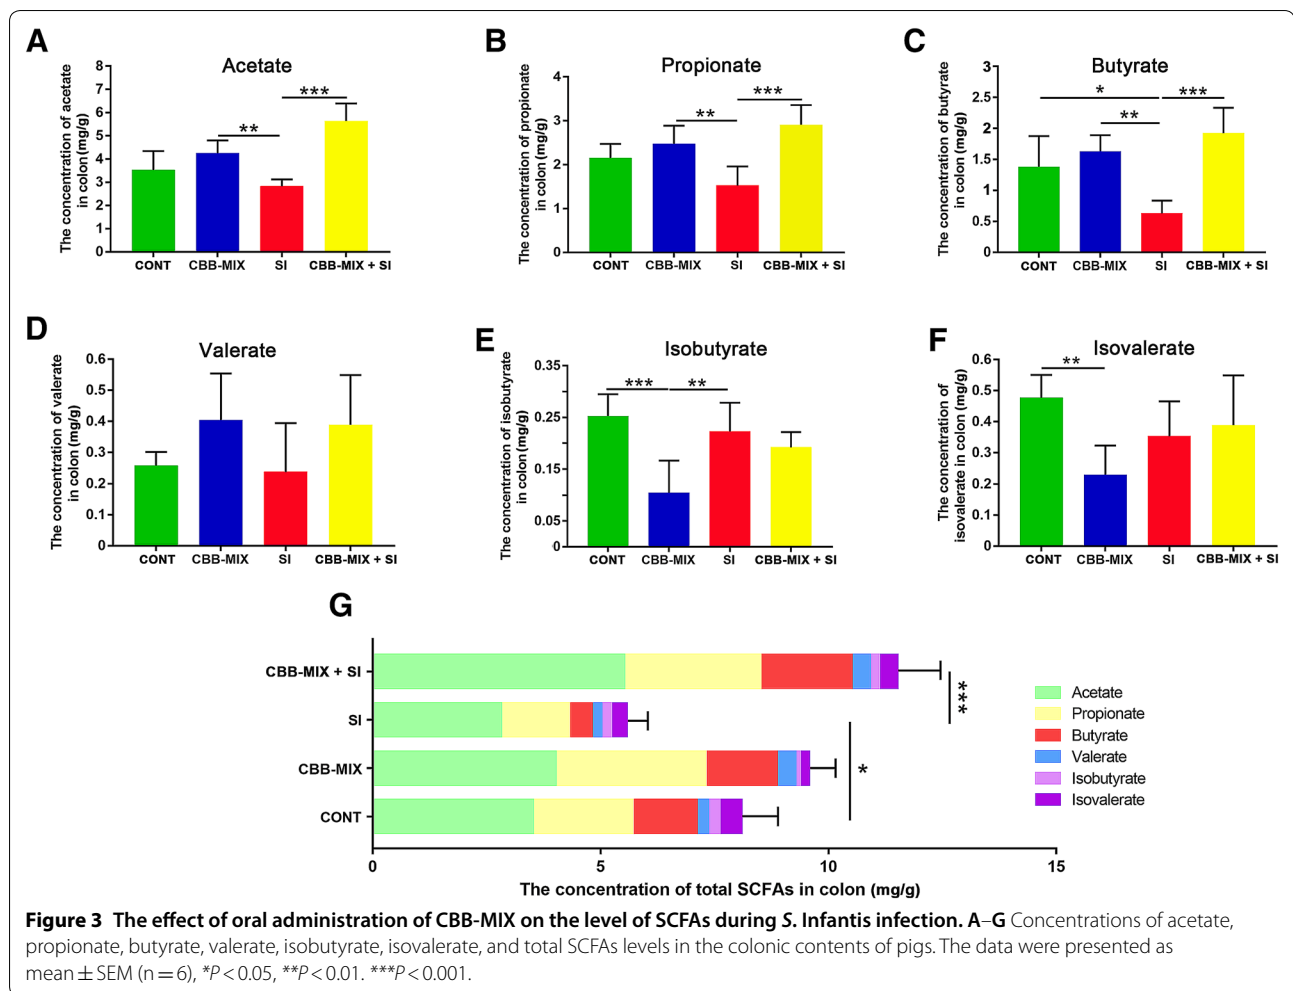 A
Acetate
The concentration of acetate
in colon (mg/g)
8
7
6
5
4
3
2
1
0
***
**
CONT CBB-MIX SI CBB-MIX + SI
B
Propionate
The concentration of propionate
in colon (mg/g)
4
3
2
1
0
***
**
CONT CBB-MIX SI CBB-MIX + SI
C
Butyrate
The concentration of butyrate
in colon (mg/g)
3
2.5
2
1.5
1
0.5
0
* ***
**
CONT CBB-MIX SI CBB-MIX + SI
D
Valerate
The concentration of valerate
in colon (mg/g)
0.6
0.5
0.4
0.3
0.2
0.1
0
CONT CBB-MIX SI CBB-MIX + SI
E
Isobutyrate
The concentration of isobutyrate
in colon (mg/g)
0.35
0.25
0.15
0.05
0
*** **
CONT CBB-MIX SI CBB-MIX + SI
F
Isovalerate
The concentration of
isovalerate in colon (mg/g)
0.6
0.5
0.4
0.3
0.2
0.1
0
**
CONT CBB-MIX SI CBB-MIX + SI
G
CBB-MIX + SI
SI
CBB-MIX
CONT
***
*
0 5 10 15
The concentration of total SCFAs in colon (mg/g)
Acetate
Propionate
Butyrate
Valerate
Isobutyrate
Isovalerate
Figure 3 The effect of oral administration of CBB-MIX on the level of SCFAs during S. Infantis infection. A–G Concentrations of acetate,
propionate, butyrate, valerate, isobutyrate, isovalerate, and total SCFAs levels in the colonic contents of pigs. The data were presented as
mean ± SEM (n = 6), *P < 0.05, **P < 0.01. ***P < 0.001.